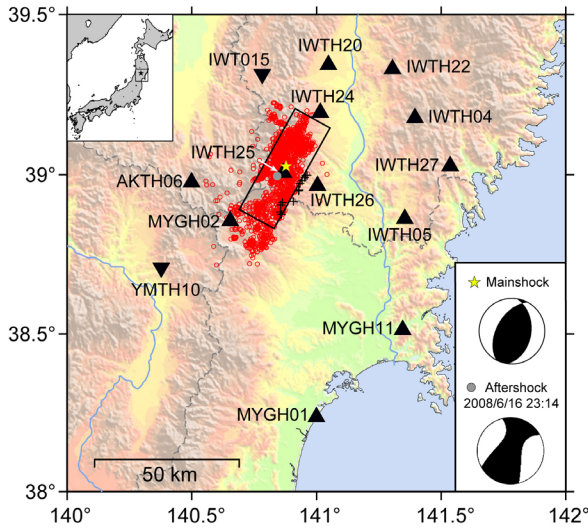 39.5°
IWTH20
IWT015
IWTH22
IWTH24
IWTH04
IWTH25
IWTH27
39°
AKTH06
IWTH26
MYGH02
IWTH05
YMTH10
Mainshock
38.5°
MYGH11
Aftershock
2008/6/16 23:14
MYGH01
50 km
38°
140°
140.5°
141°
141.5°
142°